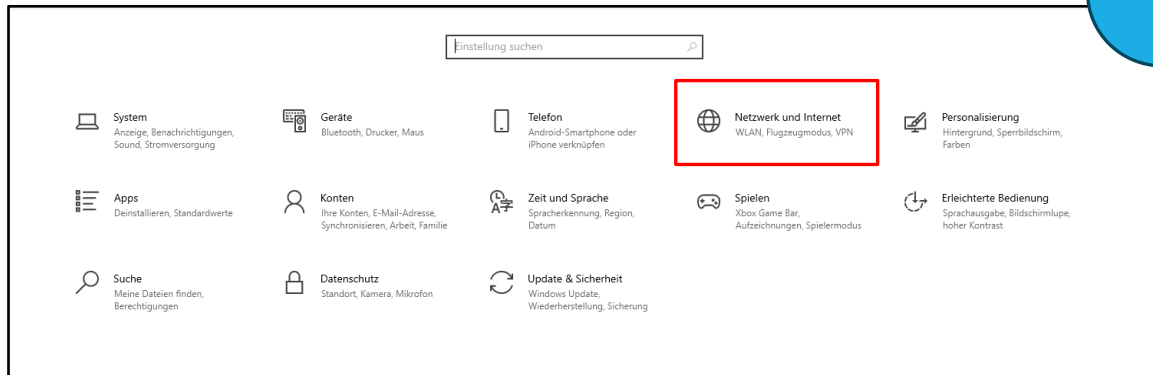 Einstellung suchen
System
Anzeige, Benachrichtigungen,
Sound, Stromversorgung
Geräte
Bluetooth, Drucker, Maus
Telefon
Android-Smartphone oder
iPhone verknüpfen
Netzwerk und Internet
WLAN, Flugzeugmodus, VPN
Personalisierung
Hintergrund, Sperrbildschirm,
Farben
Apps
Deinstallieren, Standardwerte
Konten
Ihre Konten, E-Mail-Adresse,
Synchronisieren, Arbeit, Familie
Zeit und Sprache
Spracherkennung, Region,
Datum
Spielen
Xbox Game Bar,
Aufzeichnungen, Spielermodus
Erleichterte Bedienung
Sprachausgabe, Bildschirmlupe,
hoher Kontrast
Suche
Meine Dateien finden,
Berechtigungen
Datenschutz
Standort, Kamera, Mikrofon
Update & Sicherheit
Windows Update,
Wiederherstellung, Sicherung